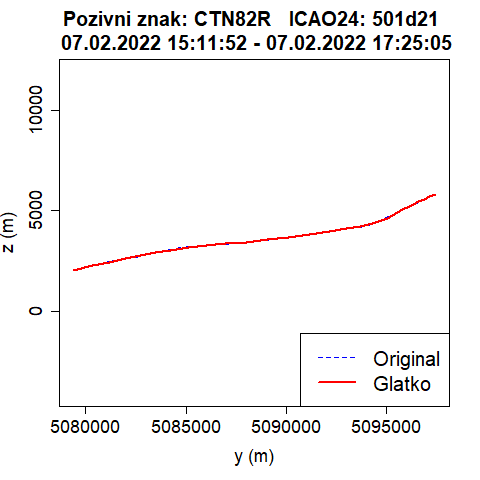 Pozivni znak: CTN82R   ICAO24: 501d21
07.02.2022 15:11:52 - 07.02.2022 17:25:05
10000
5000
0
z (m)
Original
Glatko
5080000 5085000 5090000 5095000
y (m)